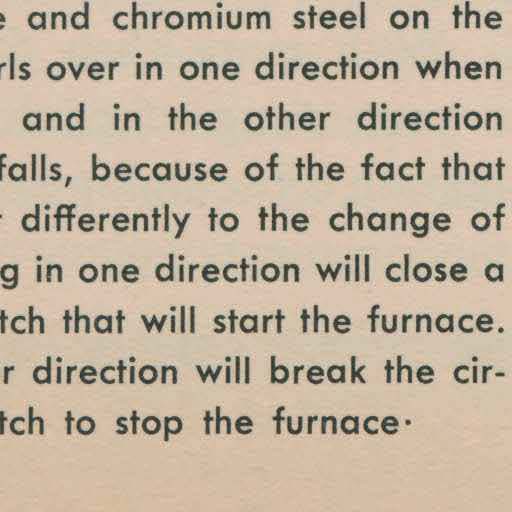 e and chromium steel on the
rls over in one direction when
and in the other direction
falls, because of the fact that
r differently to the change of
g in one direction will close a
tch that will start the furnace.
r direction will break the cir-
tch to stop the furnace·